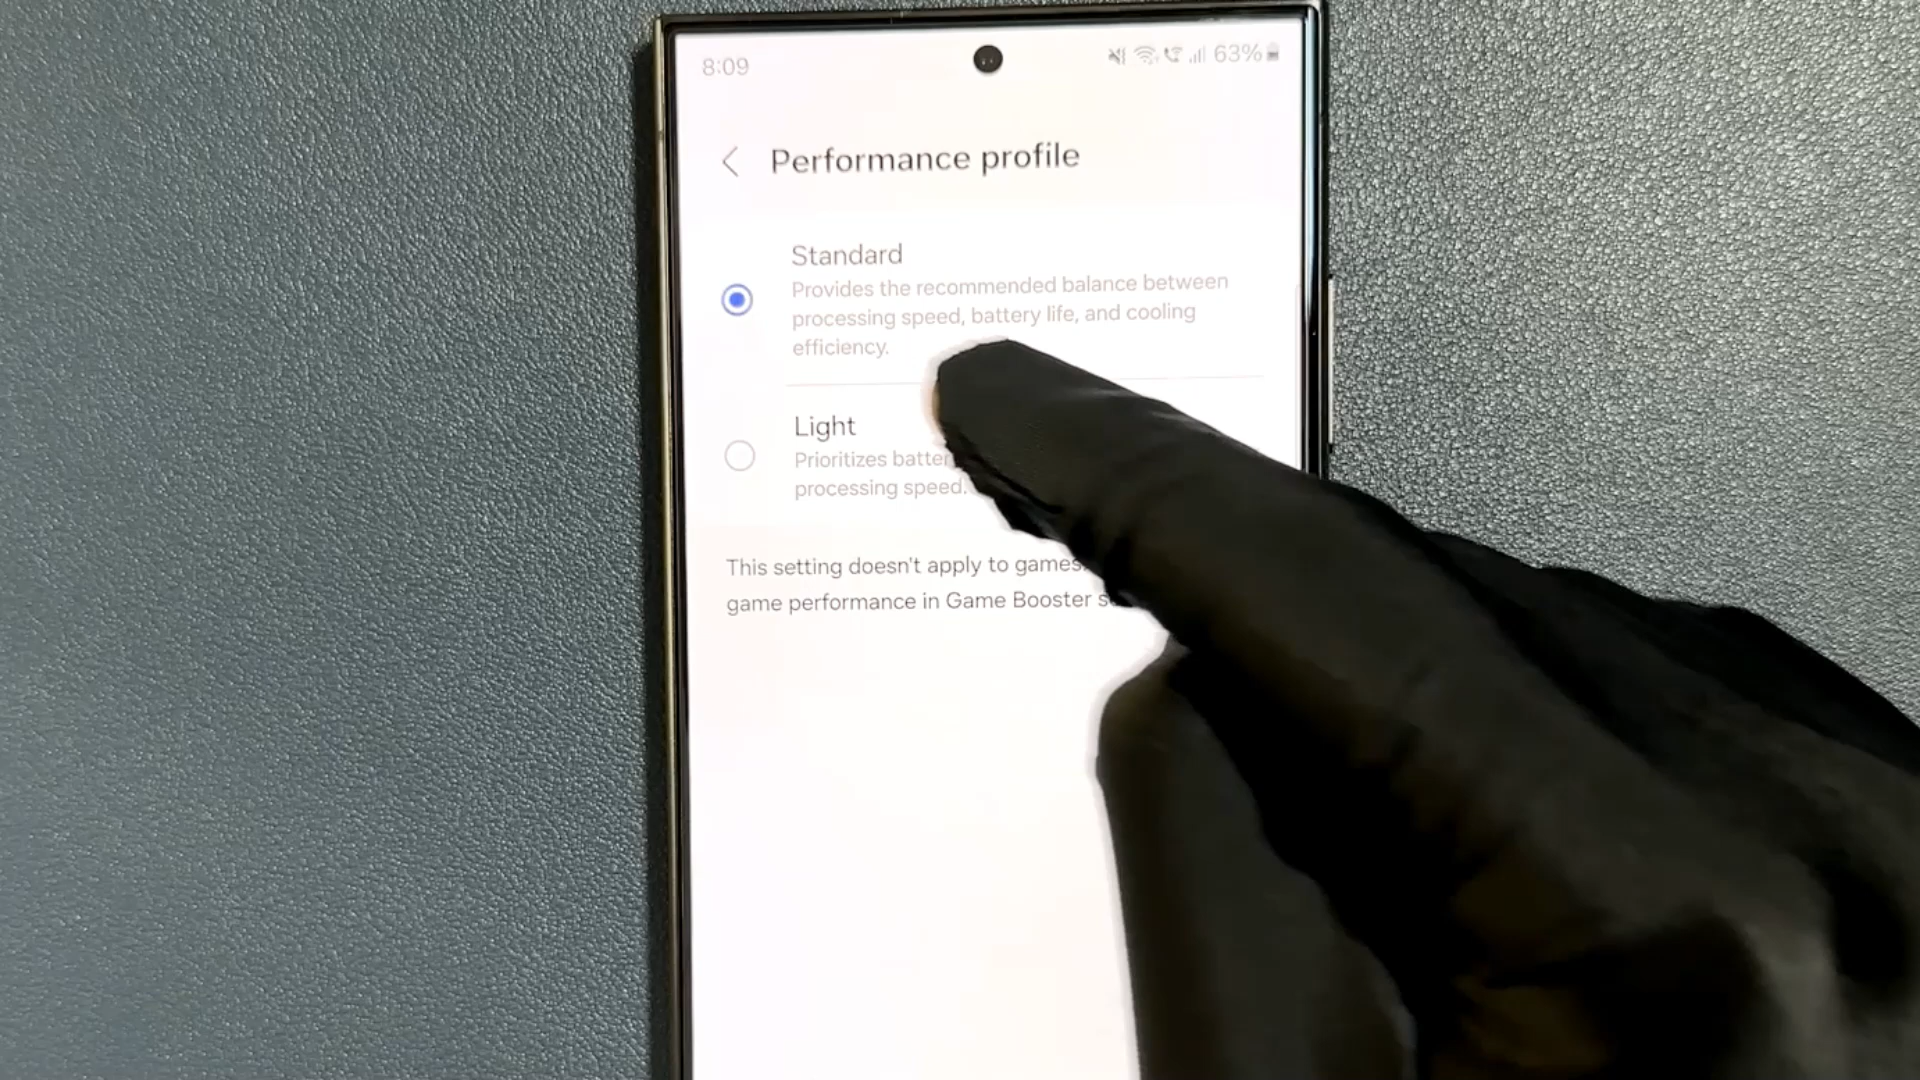 8:09
63%
Performance profile
Standard
Provides the recommended balance between
processing speed, battery life, and cooling
efficiency.
Light
Prioritizes
processing speed.
This setting doesn't apply to games.
game performance in Game Booster